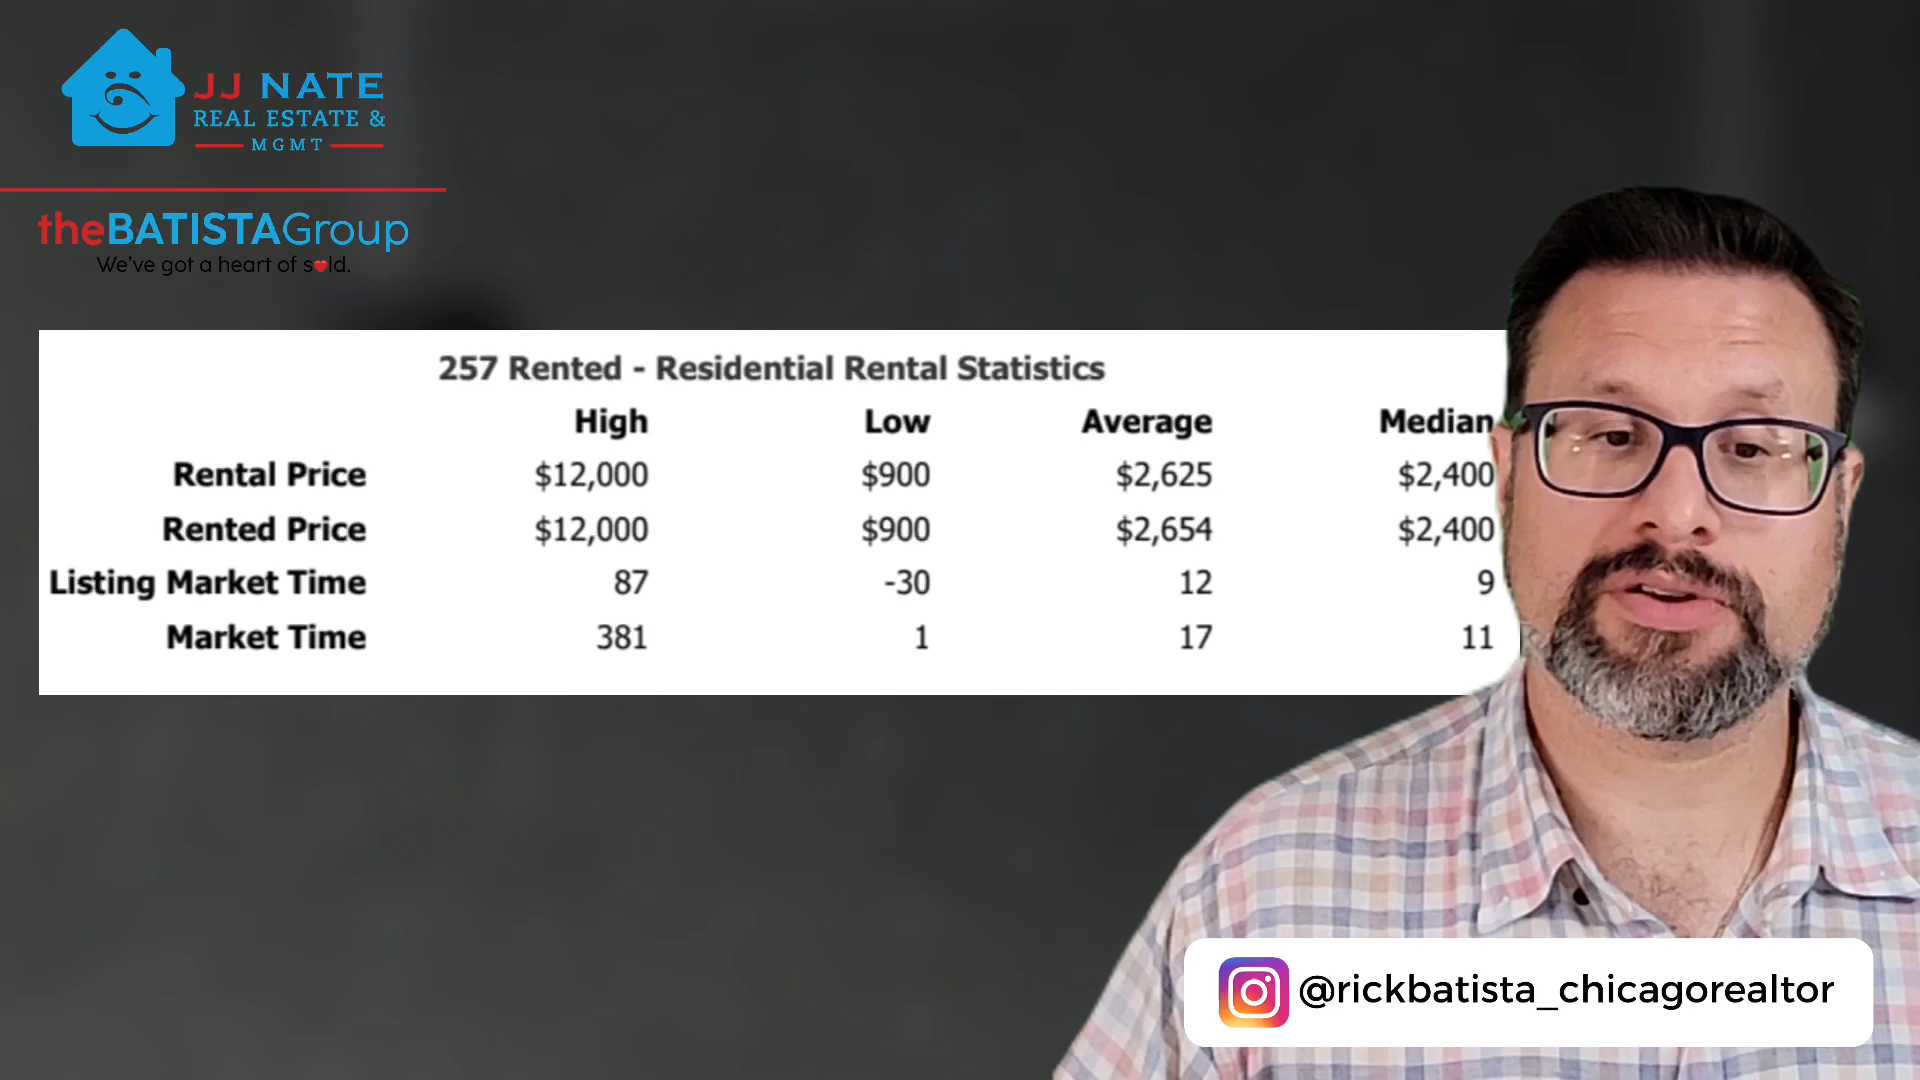 JJ NATE
REAL ESTATE &
MGMT
theBATISTAGroup
We've got a heart of sold.
257 Rented - Residential Rental Statistics
High Low Average Median
Rental Price $12,000 $900 $2,625 $2,400
Rented Price $12,000 $900 $2,654 $2,400
Listing Market Time 87 -30 12 9
Market Time 381 1 17 11
@rickbatista_chicagorealtor